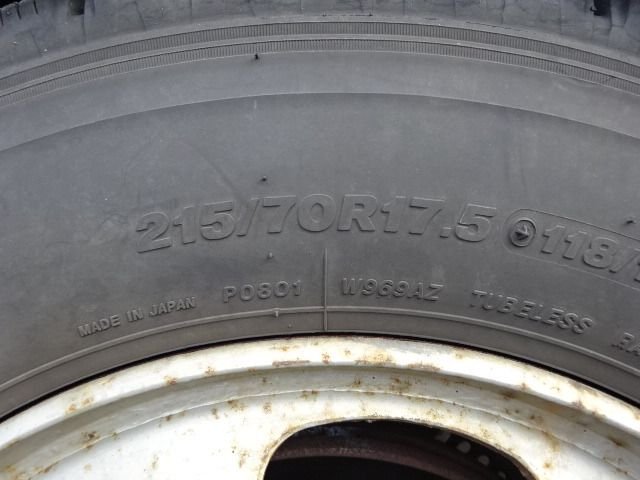 215/70R17.5 118/
MADE IN JAPAN P0801 W969AZ TUBELESS